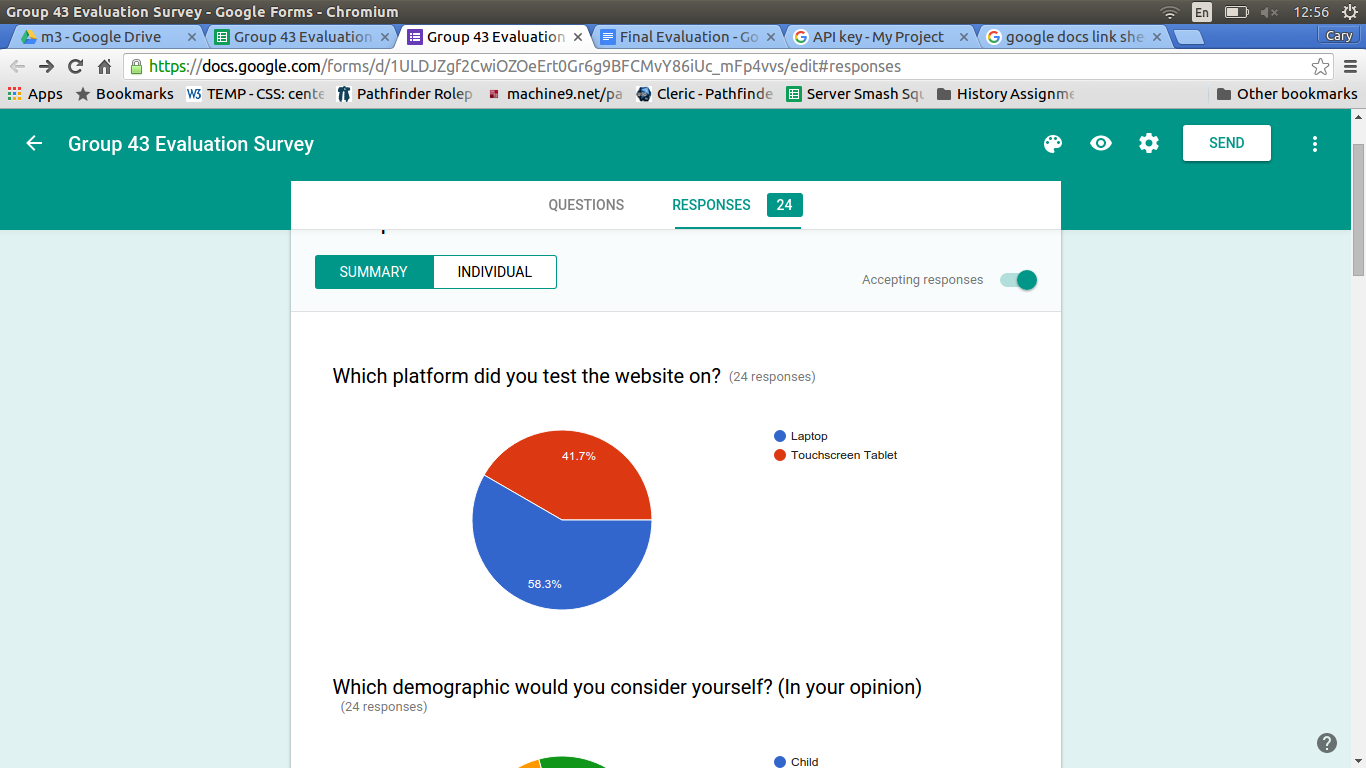 Group 43 Evaluation Survey - Google Forms - Chromium
En
12:56
m3 - Google Drive
Group 43 Evaluation
Group 43 Evaluation
Final Evaluation - Go
API key - My Project
google docs link she
Cary
https://docs.google.com/forms/d/1ULDJZgf2CwiOZOeErt0Gr6g9BFCMvY86iUc_mFp4vvs/edit#responses
Apps
Bookmarks
W3 TEMP - CSS: cente
Pathfinder Rolep
machine9.net/pa
Cleric - Pathfinde
Server Smash Squ
History Assignme
Other bookmarks
Group 43 Evaluation Survey
SEND
QUESTIONS
RESPONSES 24
SUMMARY
INDIVIDUAL
Accepting responses
Which platform did you test the website on? (24 responses)
Laptop
Touchscreen Tablet
41.7%
58.3%
Which demographic would you consider yourself? (In your opinion)
(24 responses)
Child
?